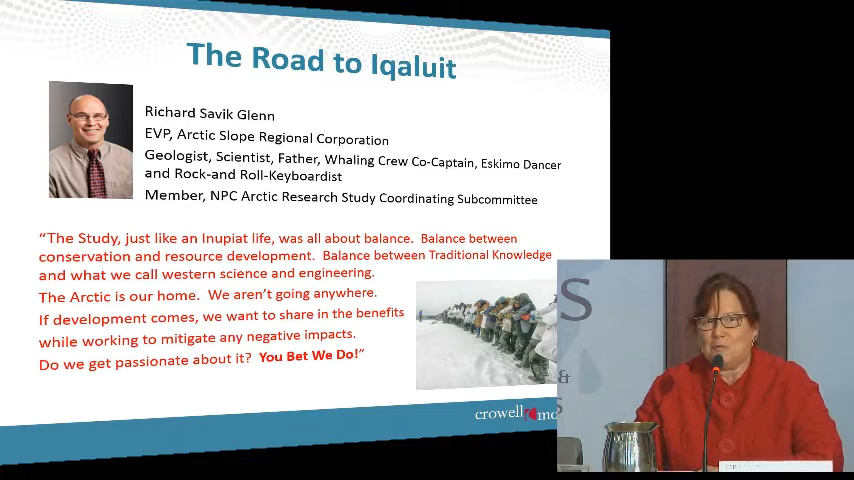 The Road to Iqaluit
Richard Savik Glenn
EVP, Arctic Slope Regional Corporation
Geologist, Scientist, Father, Whaling Crew Co-Captain, Eskimo Dancer
and Rock-and Roll-Keyboardist
Member, NPC Arctic Research Study Coordinating Subcommittee
“The Study, just like an Inupiat life, was all about balance. Balance between
conservation and resource development. Balance between Traditional Knowledge
and what we call western science and engineering.
The Arctic is our home. We aren’t going anywhere.
If development comes, we want to share in the benefits
while working to mitigate any negative impacts.
Do we get passionate about it? You Bet We Do!”
crowell mo
S
&
S